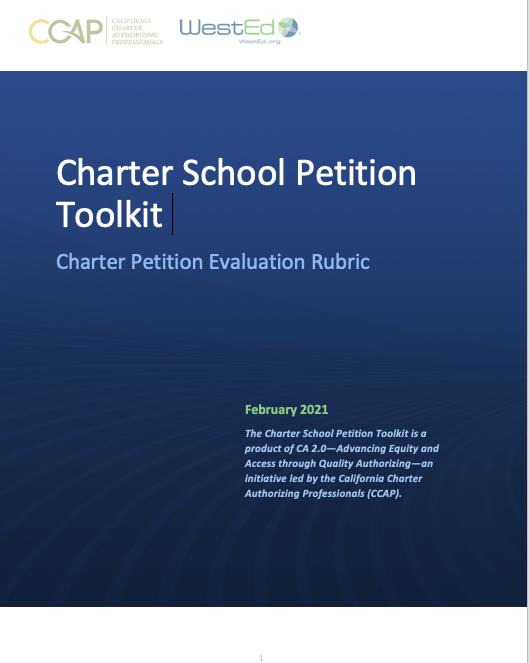 CCAP
CALIFORNIA
CHARTER
AUTHORIZING
PROFESSIONALS
WestEd
WestEd.org
Charter School Petition
Toolkit
Charter Petition Evaluation Rubric
February 2021
The Charter School Petition Toolkit is a
product of CA 2.0—Advancing Equity and
Access through Quality Authorizing—an
initiative led by the California Charter
Authorizing Professionals (CCAP).
1